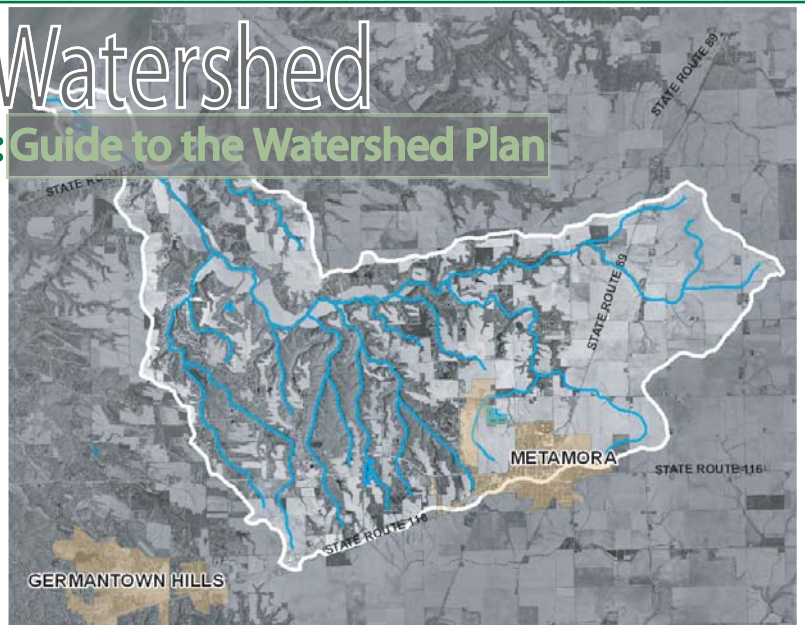 Watershed
: Guide to the Watershed Plan
STATE ROUTE 89
STATE ROUTE 26
STATE ROUTE 89
METAMORA
STATE ROUTE 116
STATE ROUTE 116
GERMANTOWN HILLS